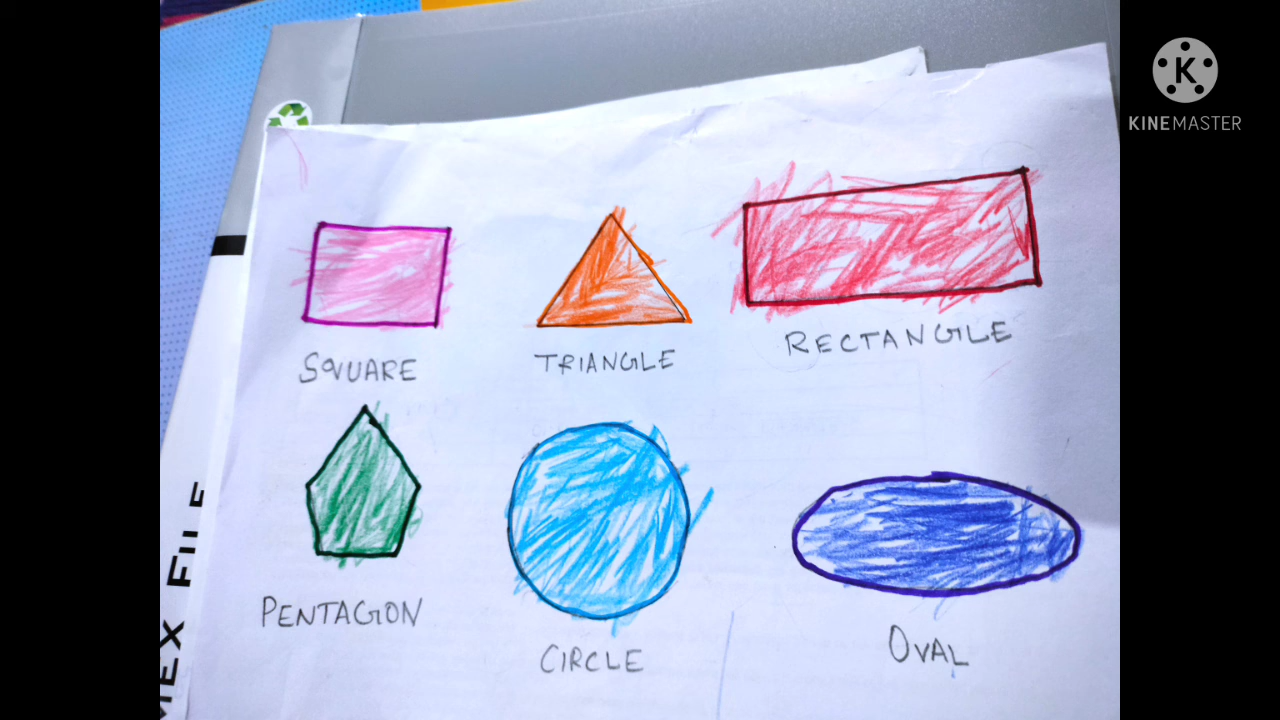 KINEMASTER
SQUARE
TRIANGLE
RECTANGLE
PENTAGON
CIRCLE
OVAL
MEX FILE